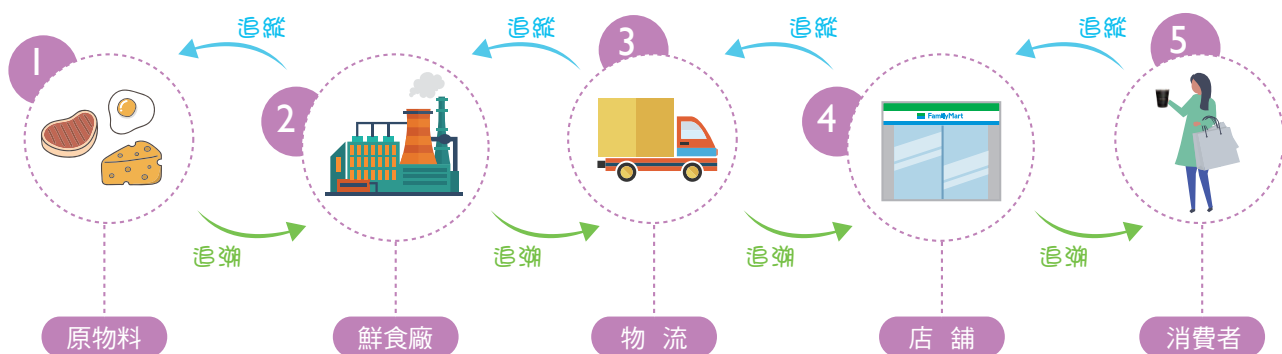 追蹤 追蹤 追蹤 追蹤
1 2 3 4 5
FamilyMart
追溯 追溯 追溯 追溯
原物料 鮮食廠 物流 店舖 消費者